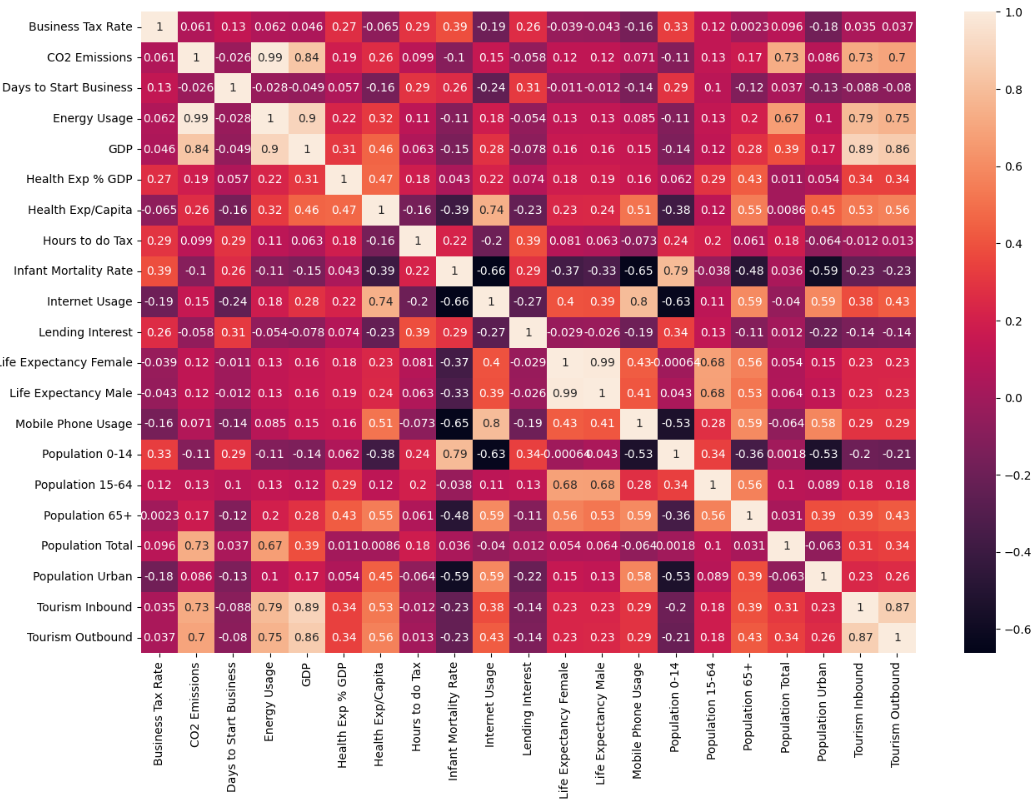 Business Tax Rate 1 0.061 0.13 0.062 0.046 0.27 -0.065 0.29 0.39 -0.19 0.26 -0.039 -0.043 -0.16 0.33 0.12 0.0023 0.096 -0.18 0.035 0.037
CO2 Emissions 0.061 1 -0.026 0.99 0.84 0.19 0.26 0.099 -0.1 0.15 -0.058 0.12 0.12 0.071 -0.11 0.13 0.17 0.73 0.086 0.73 0.7
Days to Start Business 0.13 -0.026 1 -0.028 -0.049 0.057 -0.16 0.29 0.26 -0.24 0.31 -0.011 -0.012 -0.14 0.29 0.1 -0.12 0.037 -0.13 -0.088 -0.08
Energy Usage 0.062 0.99 -0.028 1 0.9 0.22 0.32 0.11 -0.11 0.18 -0.054 0.13 0.13 0.085 -0.11 0.13 0.2 0.67 0.1 0.79 0.75
GDP 0.046 0.84 -0.049 0.9 1 0.31 0.46 0.063 -0.15 0.28 -0.078 0.16 0.16 0.15 -0.14 0.12 0.28 0.39 0.17 0.89 0.86
Health Exp % GDP 0.27 0.19 0.057 0.22 0.31 1 0.47 0.18 0.043 0.22 0.074 0.18 0.19 0.16 0.062 0.29 0.43 0.011 0.054 0.34 0.34
Health Exp/Capita -0.065 0.26 -0.16 0.32 0.46 0.47 1 -0.16 -0.39 0.74 -0.23 0.23 0.24 0.51 -0.38 0.12 0.55 0.0086 0.45 0.53 0.56
Hours to do Tax 0.29 0.099 0.29 0.11 0.063 0.18 -0.16 1 0.22 -0.2 0.39 0.081 0.063 -0.073 0.24 0.2 0.061 0.18 -0.064 -0.012 0.013
Infant Mortality Rate 0.39 -0.1 0.26 -0.11 -0.15 0.043 -0.39 0.22 1 -0.66 0.29 -0.37 -0.33 -0.65 0.79 -0.038 -0.48 0.036 -0.59 -0.23 -0.23
Internet Usage -0.19 0.15 -0.24 0.18 0.28 0.22 0.74 -0.2 -0.66 1 -0.27 0.4 0.39 0.8 -0.63 0.11 0.59 -0.04 0.59 0.38 0.43
Lending Interest 0.26 -0.058 0.31 -0.054 -0.078 0.074 -0.23 0.39 0.29 -0.27 1 -0.029 -0.026 -0.19 0.34 0.13 -0.11 0.012 -0.22 -0.14 -0.14
ife Expectancy Female -0.039 0.12 -0.011 0.13 0.16 0.18 0.23 0.081 -0.37 0.4 -0.029 1 0.99 0.43 -0.00064 0.68 0.56 0.054 0.15 0.23 0.23
Life Expectancy Male -0.043 0.12 -0.012 0.13 0.16 0.19 0.24 0.063 -0.33 0.39 -0.026 0.99 1 0.41 0.043 0.68 0.53 0.064 0.13 0.23 0.23
Mobile Phone Usage -0.16 0.071 -0.14 0.085 0.15 0.16 0.51 -0.073 -0.65 0.8 -0.19 0.43 0.41 1 -0.53 0.28 0.59 -0.064 0.58 0.29 0.29
Population 0-14 0.33 -0.11 0.29 -0.11 -0.14 0.062 -0.38 0.24 0.79 -0.63 0.34 -0.00064 0.043 -0.53 1 0.34 -0.36 0.0018 -0.53 -0.2 -0.21
Population 15-64 0.12 0.13 0.1 0.13 0.12 0.29 0.12 0.2 -0.038 0.11 0.13 0.68 0.68 0.28 0.34 1 0.56 0.1 0.089 0.18 0.18
Population 65+ 0.0023 0.17 -0.12 0.2 0.28 0.43 0.55 0.061 -0.48 0.59 -0.11 0.56 0.53 0.59 -0.36 0.56 1 0.031 0.39 0.39 0.43
Population Total 0.096 0.73 0.037 0.67 0.39 0.011 0.0086 0.18 0.036 -0.04 0.012 0.054 0.064 -0.064 0.0018 0.1 0.031 1 -0.063 0.31 0.34
Population Urban -0.18 0.086 -0.13 0.1 0.17 0.054 0.45 -0.064 -0.59 0.59 -0.22 0.15 0.13 0.58 -0.53 0.089 0.39 -0.063 1 0.23 0.26
Tourism Inbound 0.035 0.73 -0.088 0.79 0.89 0.34 0.53 -0.012 -0.23 0.38 -0.14 0.23 0.23 0.29 -0.2 0.18 0.39 0.31 0.23 1 0.87
Tourism Outbound 0.037 0.7 -0.08 0.75 0.86 0.34 0.56 0.013 -0.23 0.43 -0.14 0.23 0.23 0.29 -0.21 0.18 0.43 0.34 0.26 0.87 1
Business Tax Rate
CO2 Emissions
Days to Start Business
Energy Usage
GDP
Health Exp % GDP
Health Exp/Capita
Hours to do Tax
Infant Mortality Rate
Internet Usage
Lending Interest
Life Expectancy Female
Life Expectancy Male
Mobile Phone Usage
Population 0-14
Population 15-64
Population 65+
Population Total
Population Urban
Tourism Inbound
Tourism Outbound
1.0
0.8
0.6
0.4
0.2
0.0
−0.2
−0.4
−0.6